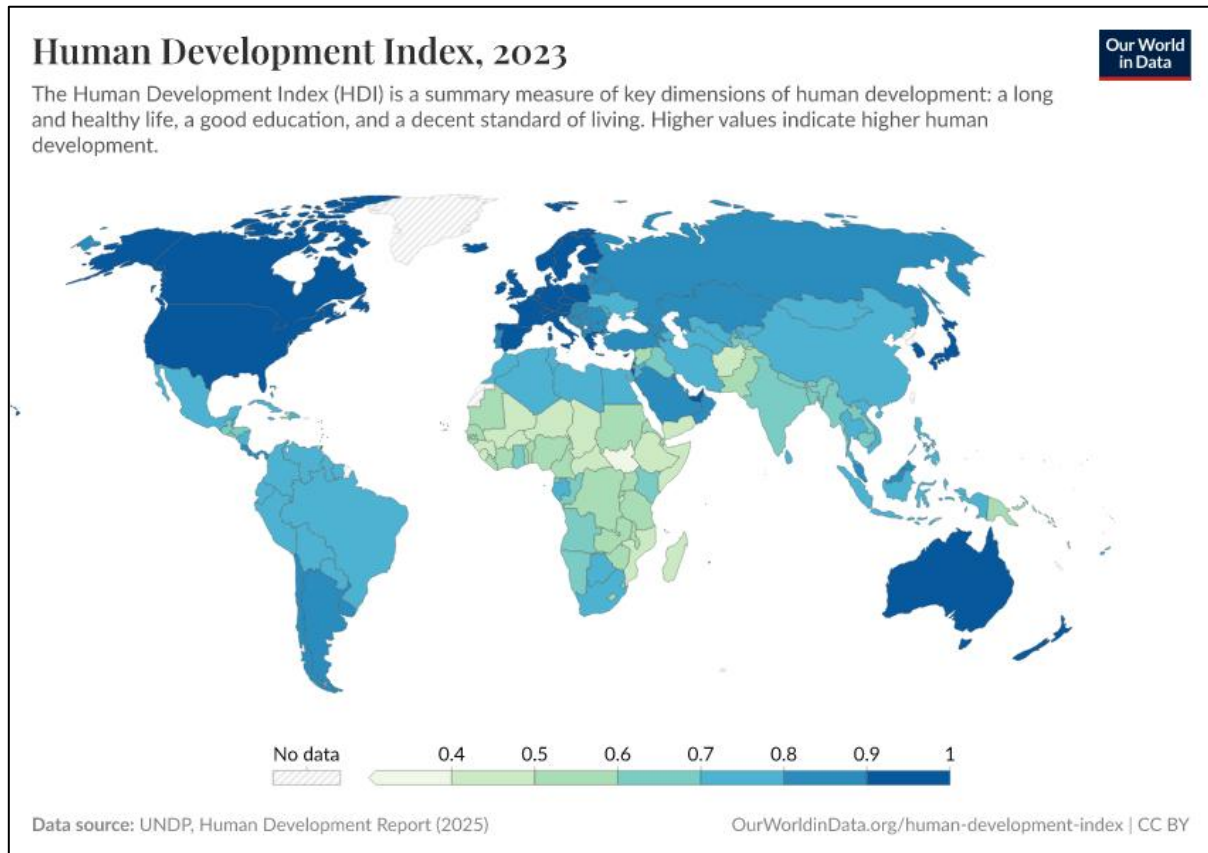 Human Development Index, 2023
Our World
in Data
The Human Development Index (HDI) is a summary measure of key dimensions of human development: a long
and healthy life, a good education, and a decent standard of living. Higher values indicate higher human
development.
No data 0.4 0.5 0.6 0.7 0.8 0.9 1
Data source: UNDP, Human Development Report (2025)
OurWorldinData.org/human-development-index | CC BY